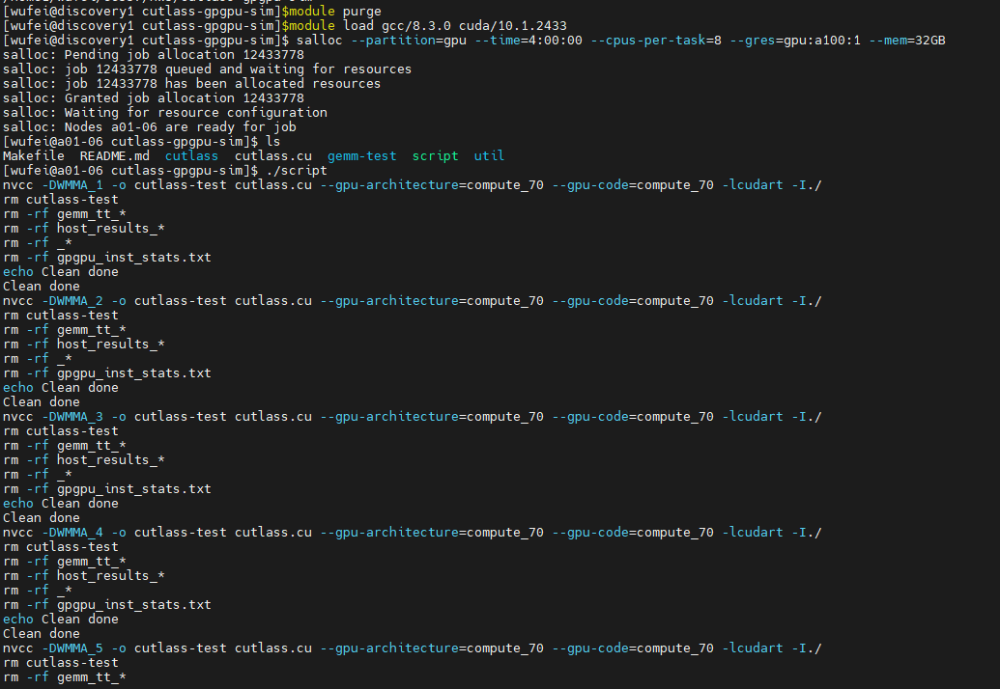 [wufei@discovery1 cutlass-gpgpu-sim]$module purge
[wufei@discovery1 cutlass-gpgpu-sim]$module load gcc/8.3.0 cuda/10.1.2433
[wufei@discovery1 cutlass-gpgpu-sim]$ salloc --partition=gpu --time=4:00:00 --cpus-per-task=8 --gres=gpu:a100:1 --mem=32GB
salloc: Pending job allocation 12433778
salloc: job 12433778 queued and waiting for resources
salloc: job 12433778 has been allocated resources
salloc: Granted job allocation 12433778
salloc: Waiting for resource configuration
salloc: Nodes a01-06 are ready for job
[wufei@a01-06 cutlass-gpgpu-sim]$ ls
Makefile  README.md  cutlass  cutlass.cu  gemm-test  script  util
[wufei@a01-06 cutlass-gpgpu-sim]$ ./script
nvcc -DWMMA_1 -o cutlass-test cutlass.cu --gpu-architecture=compute_70 --gpu-code=compute_70 -lcudart -I./
rm cutlass-test
rm -rf gemm_tt_*
rm -rf host_results_*
rm -rf _*
rm -rf gpgpu_inst_stats.txt
echo Clean done
Clean done
nvcc -DWMMA_2 -o cutlass-test cutlass.cu --gpu-architecture=compute_70 --gpu-code=compute_70 -lcudart -I./
rm cutlass-test
rm -rf gemm_tt_*
rm -rf host_results_*
rm -rf _*
rm -rf gpgpu_inst_stats.txt
echo Clean done
Clean done
nvcc -DWMMA_3 -o cutlass-test cutlass.cu --gpu-architecture=compute_70 --gpu-code=compute_70 -lcudart -I./
rm cutlass-test
rm -rf gemm_tt_*
rm -rf host_results_*
rm -rf _*
rm -rf gpgpu_inst_stats.txt
echo Clean done
Clean done
nvcc -DWMMA_4 -o cutlass-test cutlass.cu --gpu-architecture=compute_70 --gpu-code=compute_70 -lcudart -I./
rm cutlass-test
rm -rf gemm_tt_*
rm -rf host_results_*
rm -rf _*
rm -rf gpgpu_inst_stats.txt
echo Clean done
Clean done
nvcc -DWMMA_5 -o cutlass-test cutlass.cu --gpu-architecture=compute_70 --gpu-code=compute_70 -lcudart -I./
rm cutlass-test
rm -rf gemm_tt_*